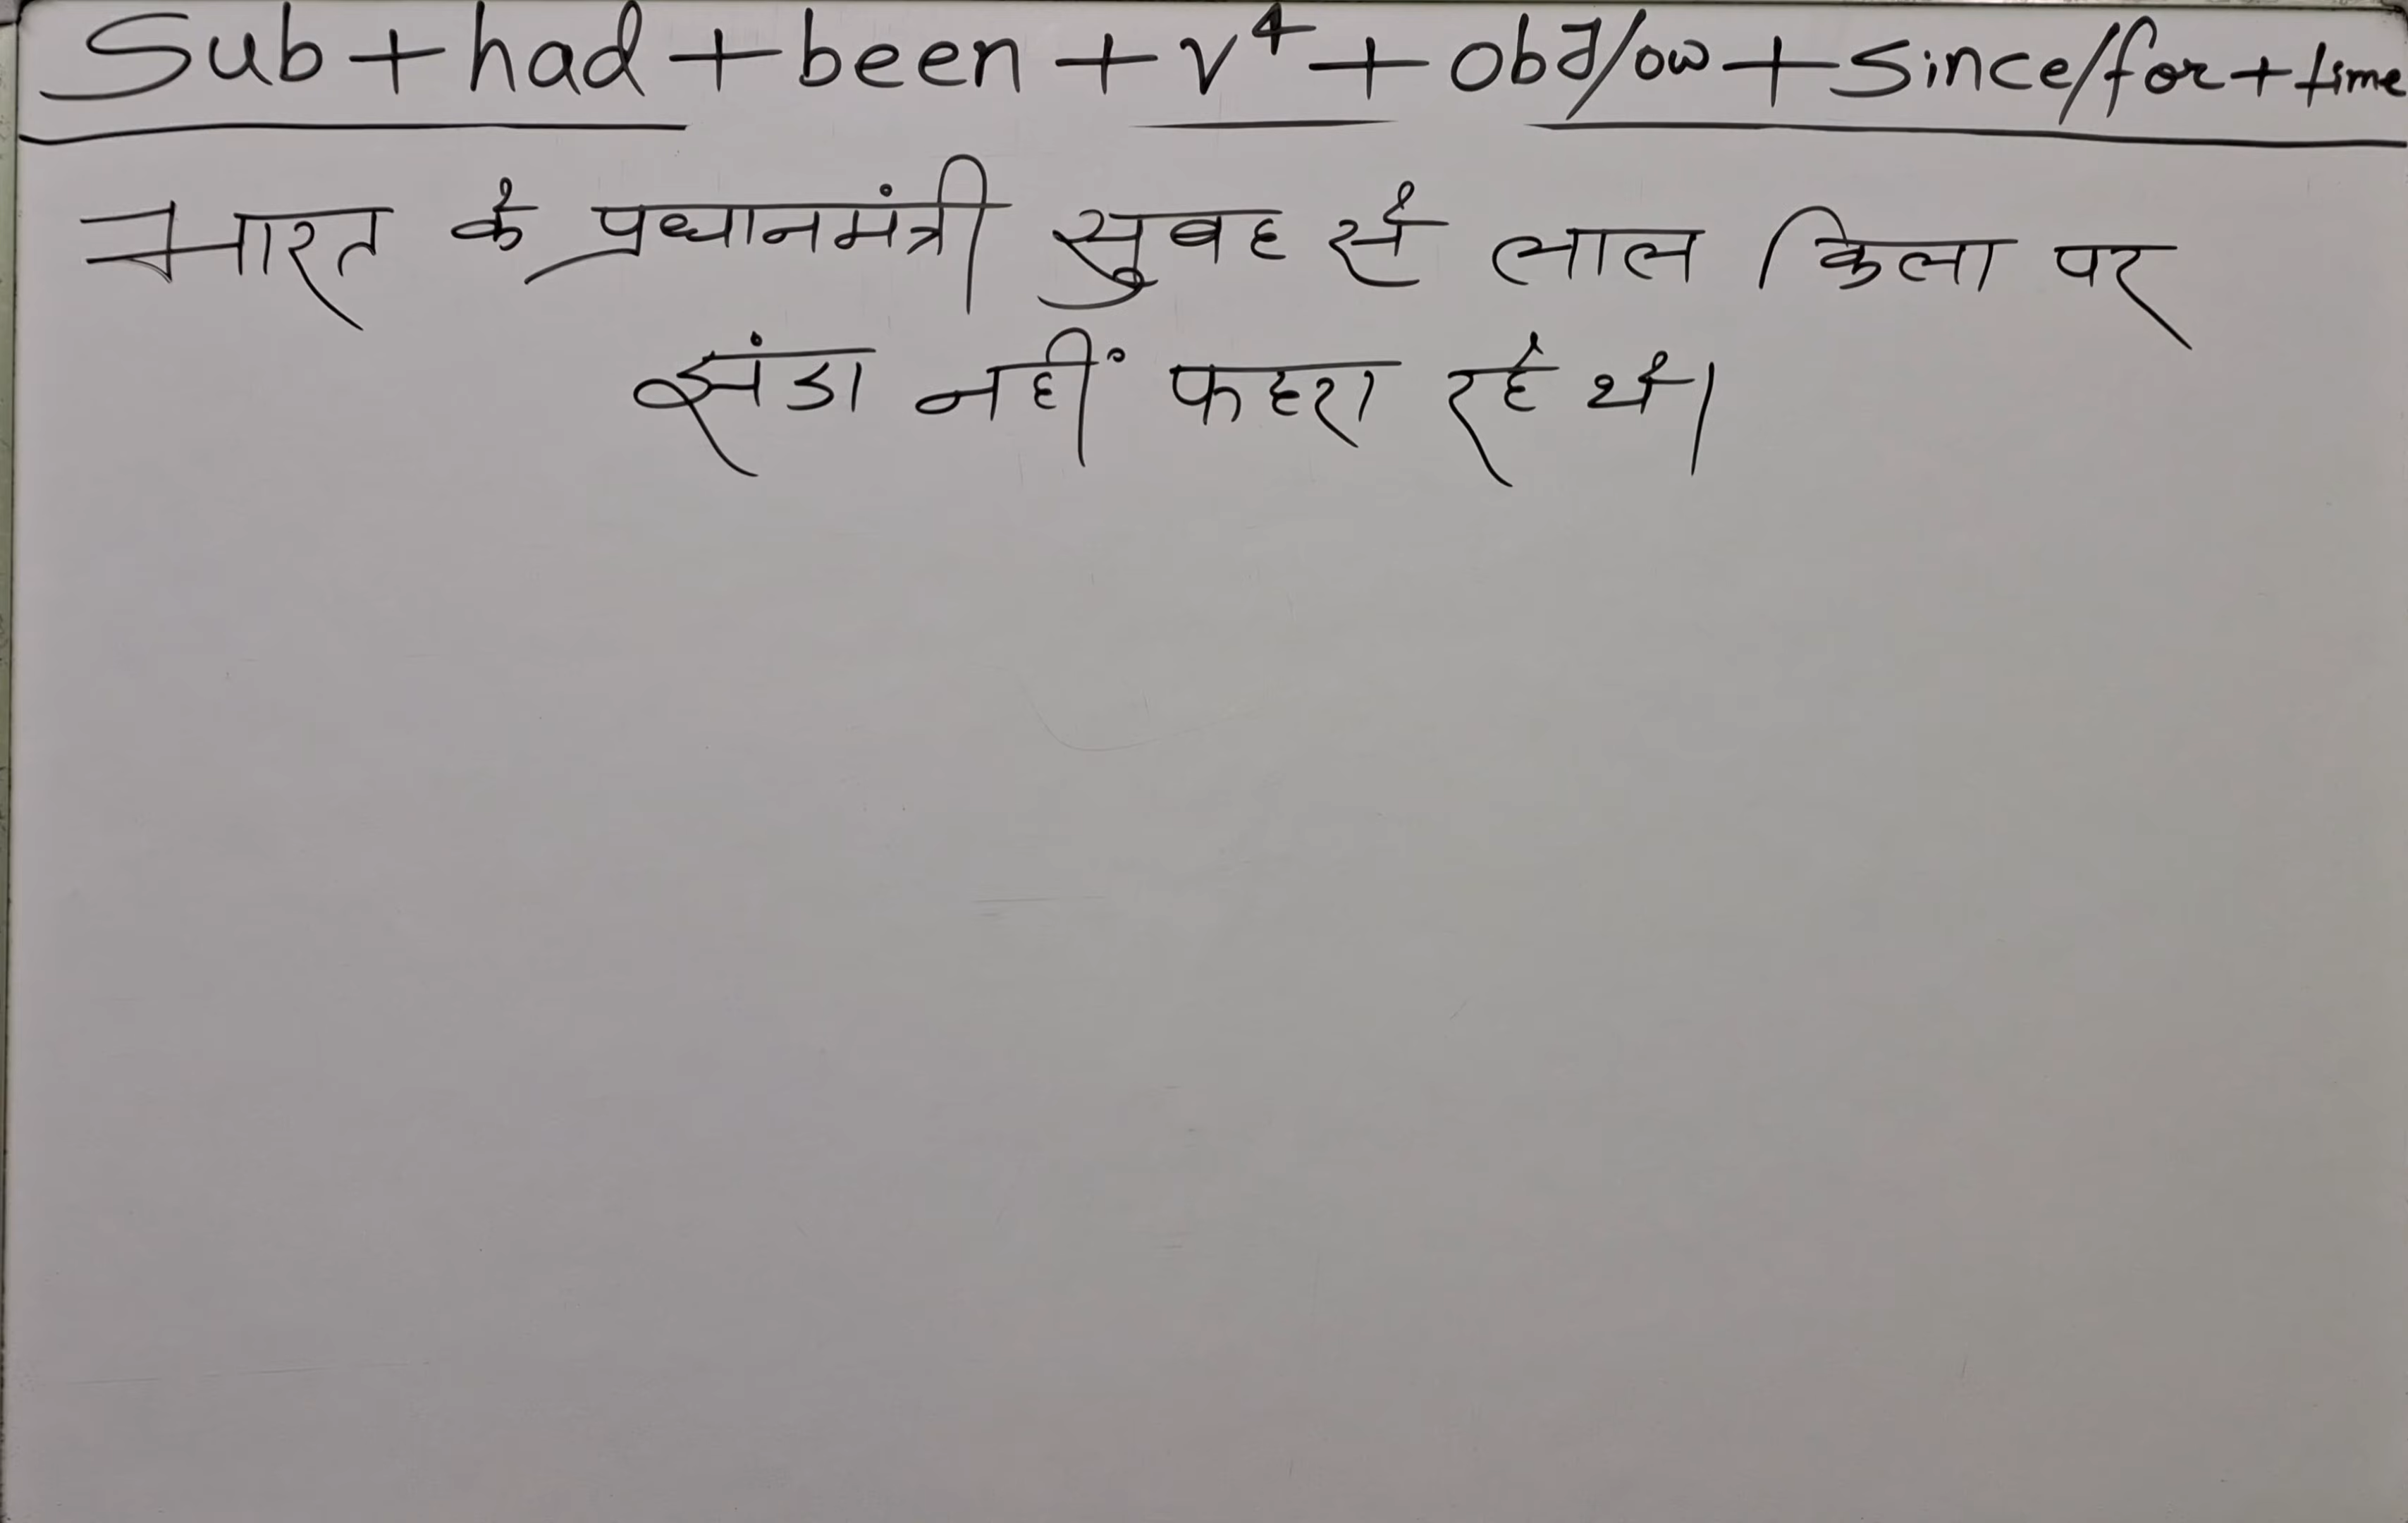 Sub + had + been + v⁴ + obj/ow + since/for + time
भारत के प्रधानमंत्री सुबह से लाल किला पर
झंडा नहीं फहरा रहे थे।